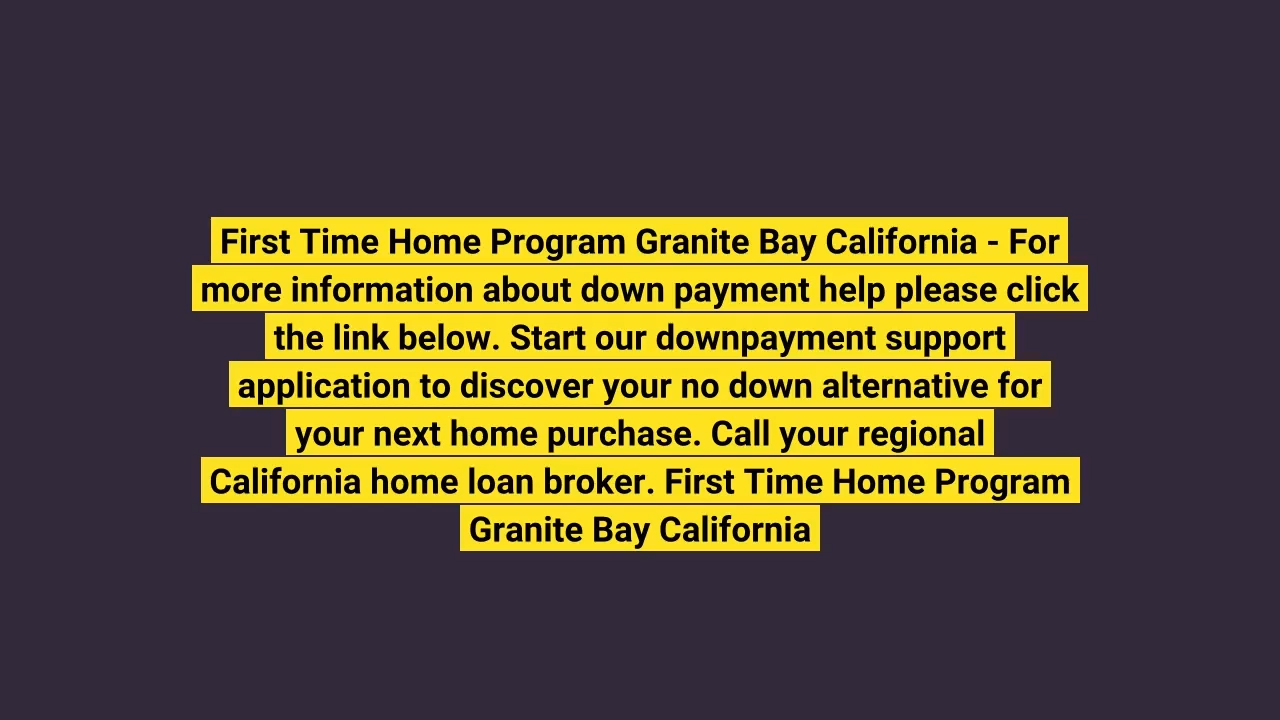 First Time Home Program Granite Bay California - For
more information about down payment help please click
the link below. Start our downpayment support
application to discover your no down alternative for
your next home purchase. Call your regional
California home loan broker. First Time Home Program
Granite Bay California